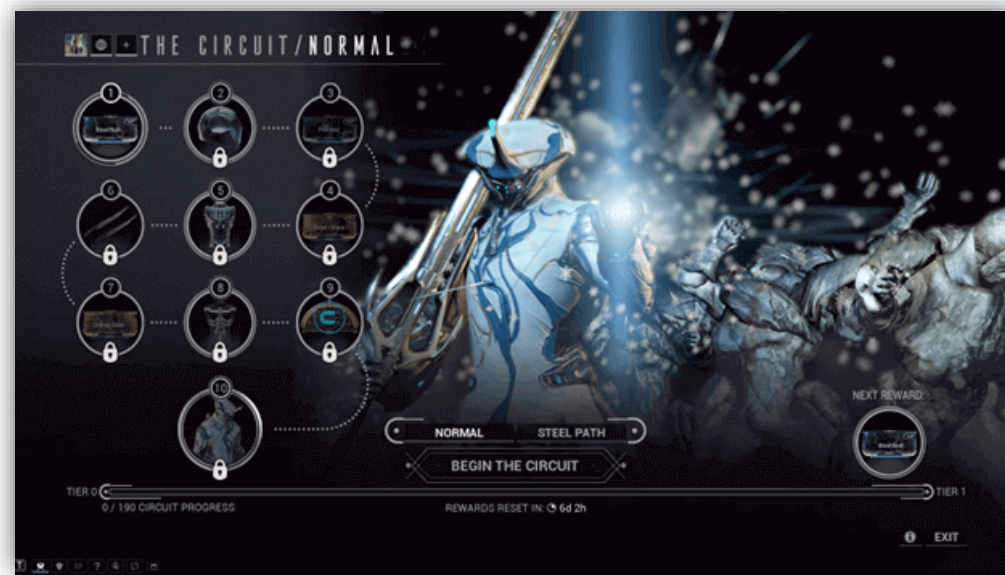 THE CIRCUIT/NORMAL
1
2
3
6
5
4
7
8
9
10
NEXT REWARD:
NORMAL
STEEL PATH
BEGIN THE CIRCUIT
TIER 0
TIER 1
0 / 190 CIRCUIT PROGRESS
REWARDS RESET IN: 6d 2h
EXIT